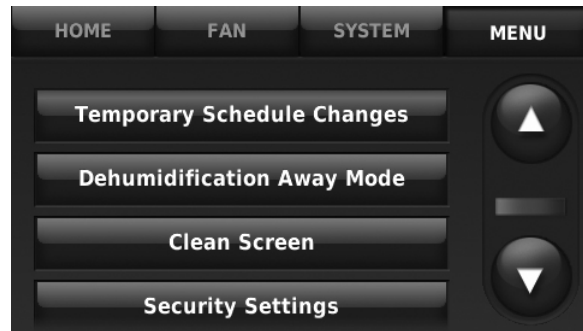 HOME FAN SYSTEM MENU
Temporary Schedule Changes
Dehumidification Away Mode
Clean Screen
Security Settings